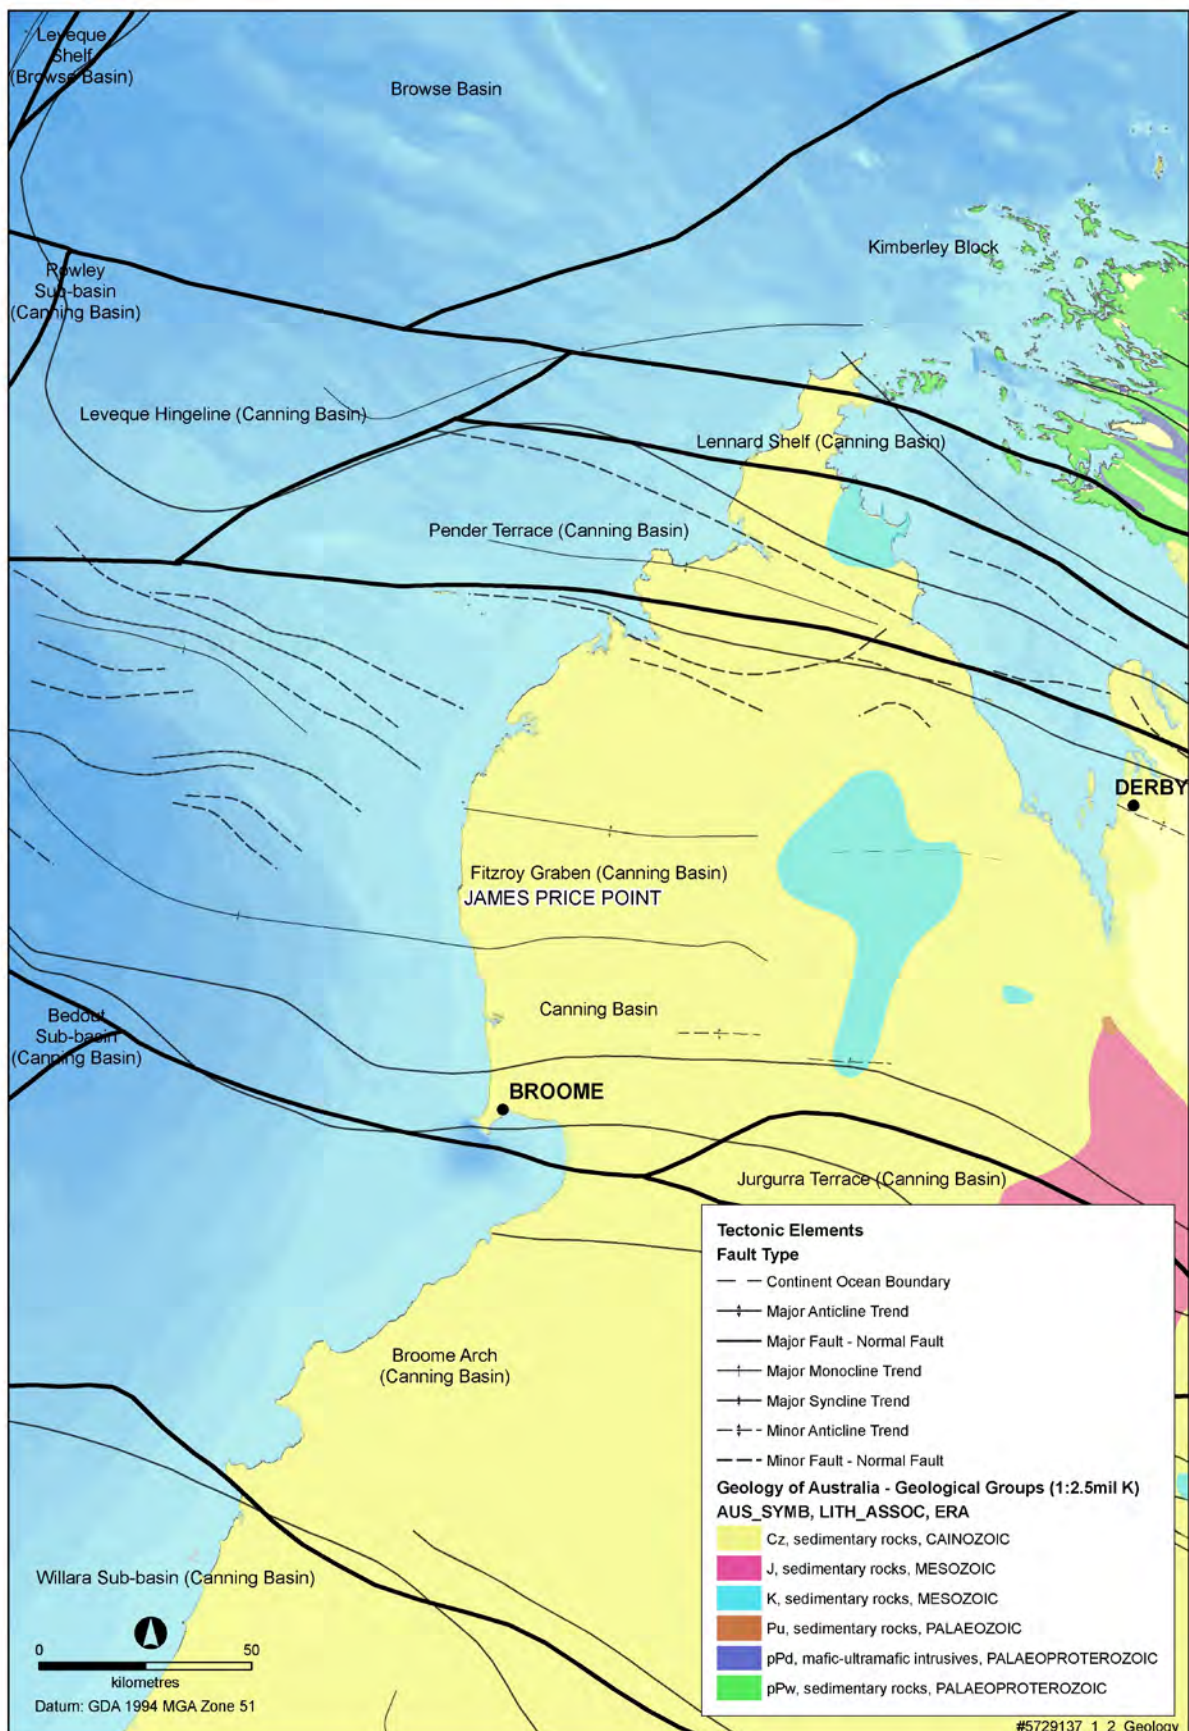 Leveque
Shelf
(Browse Basin)
Browse Basin
Kimberley Block
Rowley
Sub-basin
(Canning Basin)
Leveque Hingeline (Canning Basin)
Lennard Shelf (Canning Basin)
Pender Terrace (Canning Basin)
DERBY
Fitzroy Graben (Canning Basin)
JAMES PRICE POINT
Canning Basin
Bedout
Sub-basin
(Canning Basin)
BROOME
Jurgurra Terrace (Canning Basin)
Broome Arch
(Canning Basin)
Willara Sub-basin (Canning Basin)
0 50
kilometres
Datum: GDA 1994 MGA Zone 51
Tectonic Elements
Fault Type
Continent Ocean Boundary
Major Anticline Trend
Major Fault - Normal Fault
Major Monocline Trend
Major Syncline Trend
Minor Anticline Trend
Minor Fault - Normal Fault
Geology of Australia - Geological Groups (1:2.5mil K)
AUS_SYMB, LITH_ASSOC, ERA
Cz, sedimentary rocks, CAINOZOIC
J, sedimentary rocks, MESOZOIC
K, sedimentary rocks, MESOZOIC
Pu, sedimentary rocks, PALAEOZOIC
pPd, mafic-ultramafic intrusives, PALAEOPROTEROZOIC
pPw, sedimentary rocks, PALAEOPROTEROZOIC
#5729137_1_2_Geology